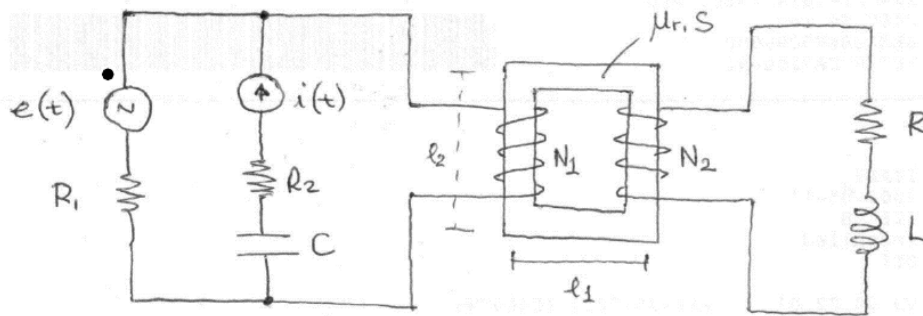 μr, S
e(t)
i(t)
R₁
R₂
C
ℓ₂
N₁
N₂
ℓ₁
R
L